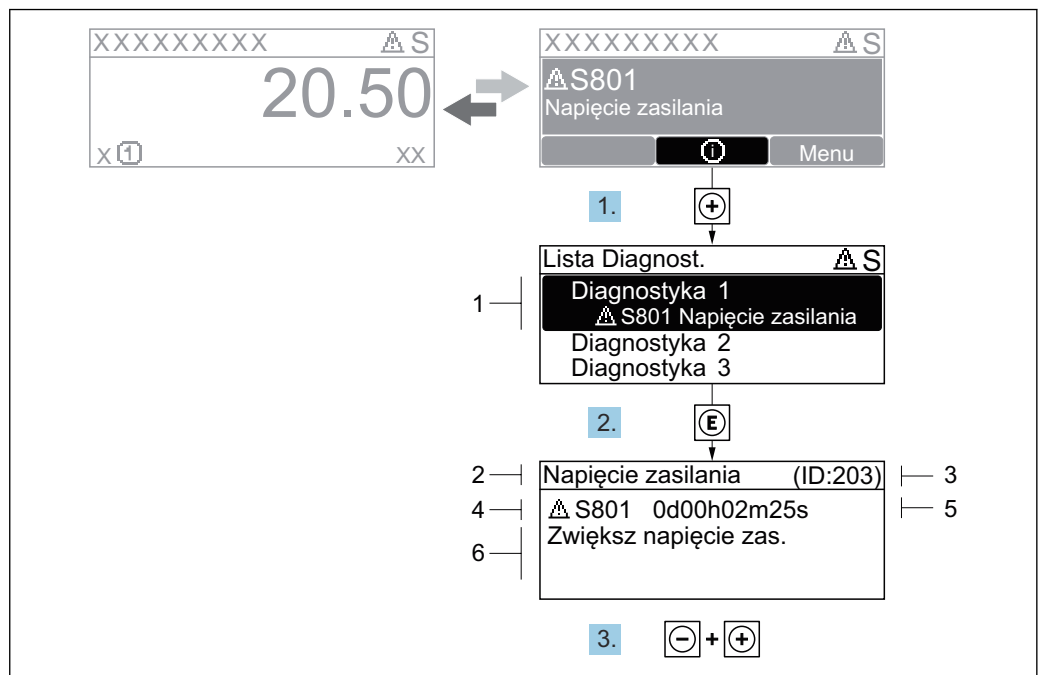 XXXXXXXXX ⚠ S
20.50
X 1 XX
XXXXXXXXX ⚠ S
⚠ S801
Napięcie zasilania
i Menu
1. +
Lista Diagnost. ⚠ S
1
Diagnostyka 1
⚠ S801 Napięcie zasilania
Diagnostyka 2
Diagnostyka 3
2. E
2 Napięcie zasilania (ID:203) 3
4 ⚠ S801 0d00h02m25s 5
6 Zwiększ napięcie zas.
3. − + +